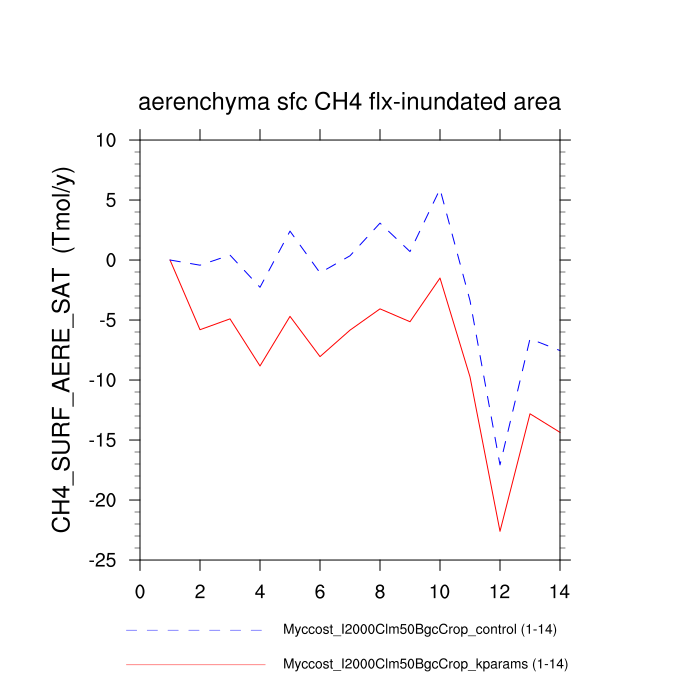 aerenchyma sfc CH4 flx-inundated area
CH4_SURF_AERE_SAT (Tmol/y)
10
5
0
-5
-10
-15
-20
-25
0 2 4 6 8 10 12 14
Myccost_I2000Clm50BgcCrop_control (1-14)
Myccost_I2000Clm50BgcCrop_kparams (1-14)